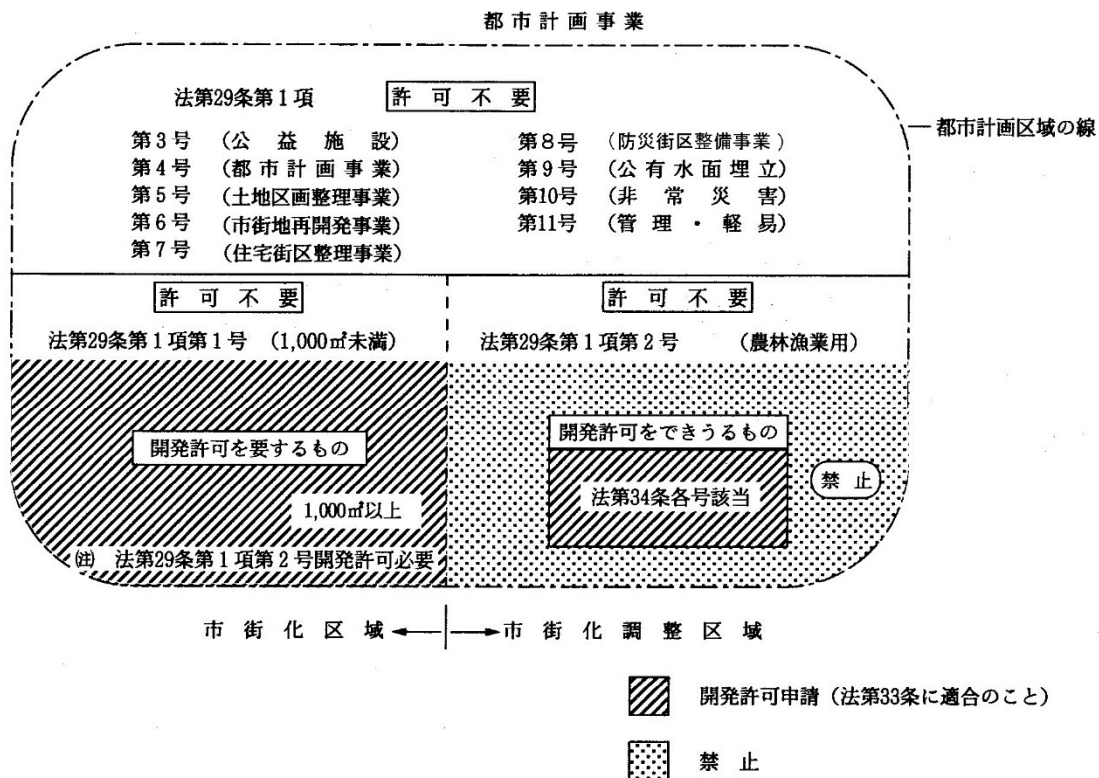 都市計画事業
法第29条第1項 許可不要
第3号 (公益施設) 第8号 (防災街区整備事業)
第4号 (都市計画事業) 第9号 (公有水面埋立)
第5号 (土地区画整理事業) 第10号 (非常災害)
第6号 (市街地再開発事業) 第11号 (管理・軽易)
第7号 (住宅街区整理事業)
都市計画区域の線
許可不要 許可不要
法第29条第1項第1号 (1,000㎡未満) 法第29条第1項第2号 (農林漁業用)
開発許可を要するもの
1,000㎡以上
㊟ 法第29条第1項第2号開発許可必要
開発許可をできうるもの
法第34条各号該当
禁止
市街化区域 ←→ 市街化調整区域
開発許可申請(法第33条に適合のこと)
禁止